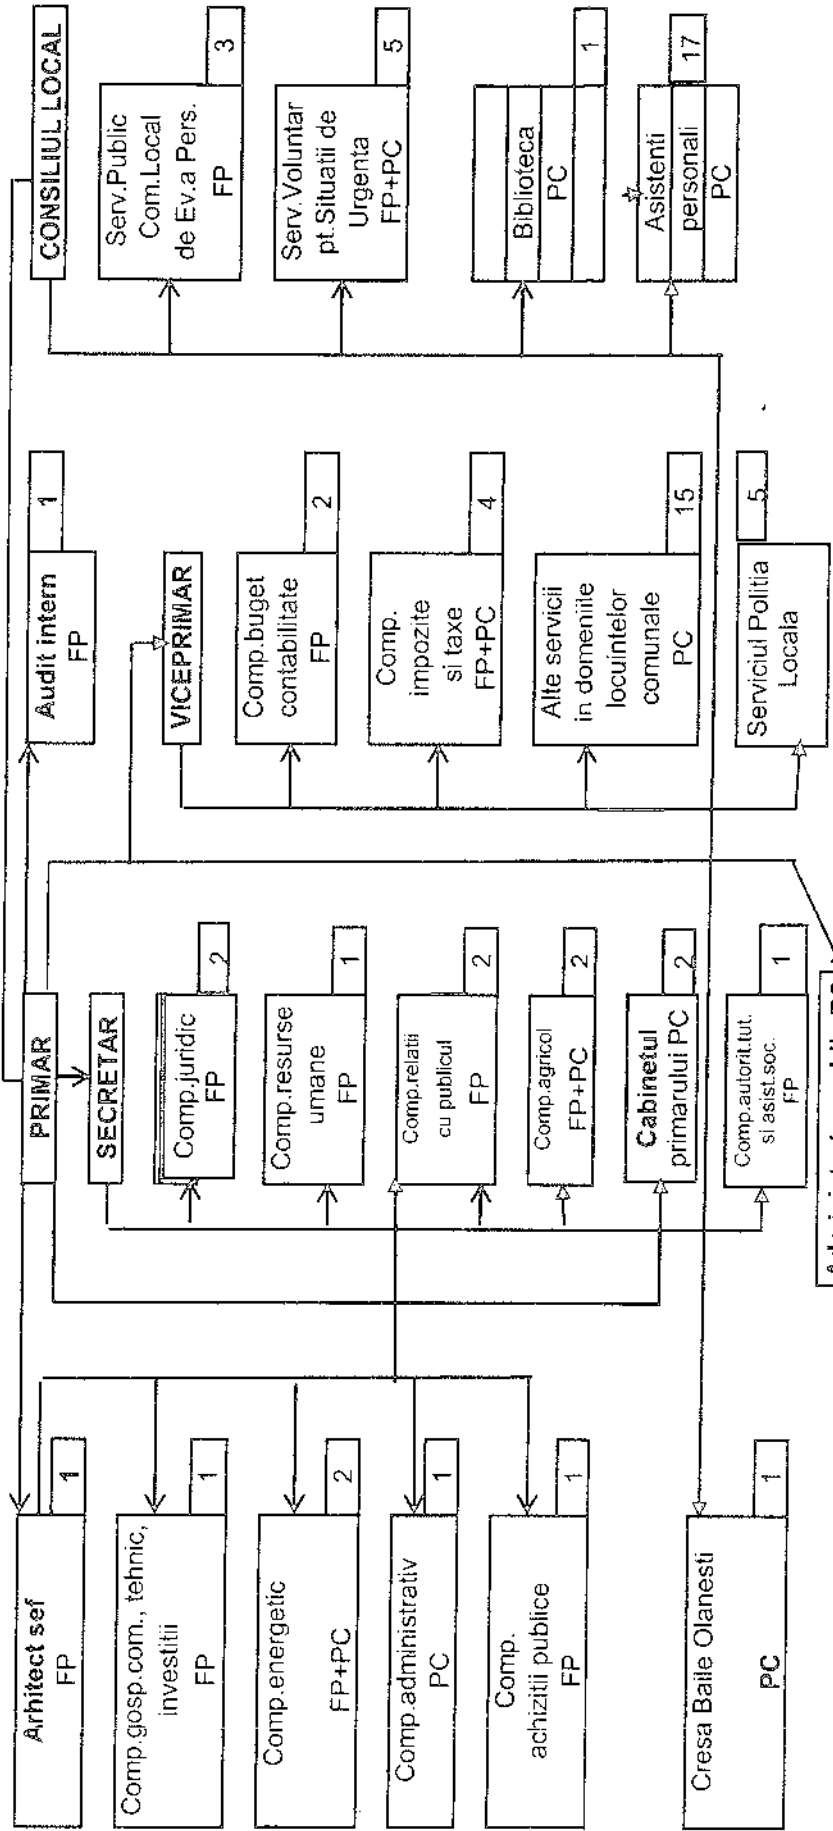 CONSILIUL LOCAL
Serv.Public
Com.Local
de Ev.a Pers.
FP
3
Serv.Voluntar
pt.Situatii de
Urgenta
FP+PC
5
Biblioteca
PC
1
Asistenti
personali
PC
17
Audit intern
FP
1
VICEPRIMAR
Comp.buget
contabilitate
FP
2
Comp.
impozite
si taxe
FP+PC
4
Alte servicii
in domeniile
locuintelor
comunale
PC
15
Serviciul Politia
Locala
5
PRIMAR
SECRETAR
Comp.juridic
FP
2
Comp.resurse
umane
FP
1
Comp.relatii
cu publicul
FP
2
Comp.agricol
FP+PC
2
Cabinetul
primarului PC
2
Comp.autorit.tut.
si asist.soc.
FP
1
Arhitect sef
FP
1
Comp.gosp.com., tehnic,
investitii
FP
1
Comp.energetic
FP+PC
2
Comp.administrativ
PC
1
Comp.
achizitii publice
FP
1
Cresa Baile Olanesti
PC
1